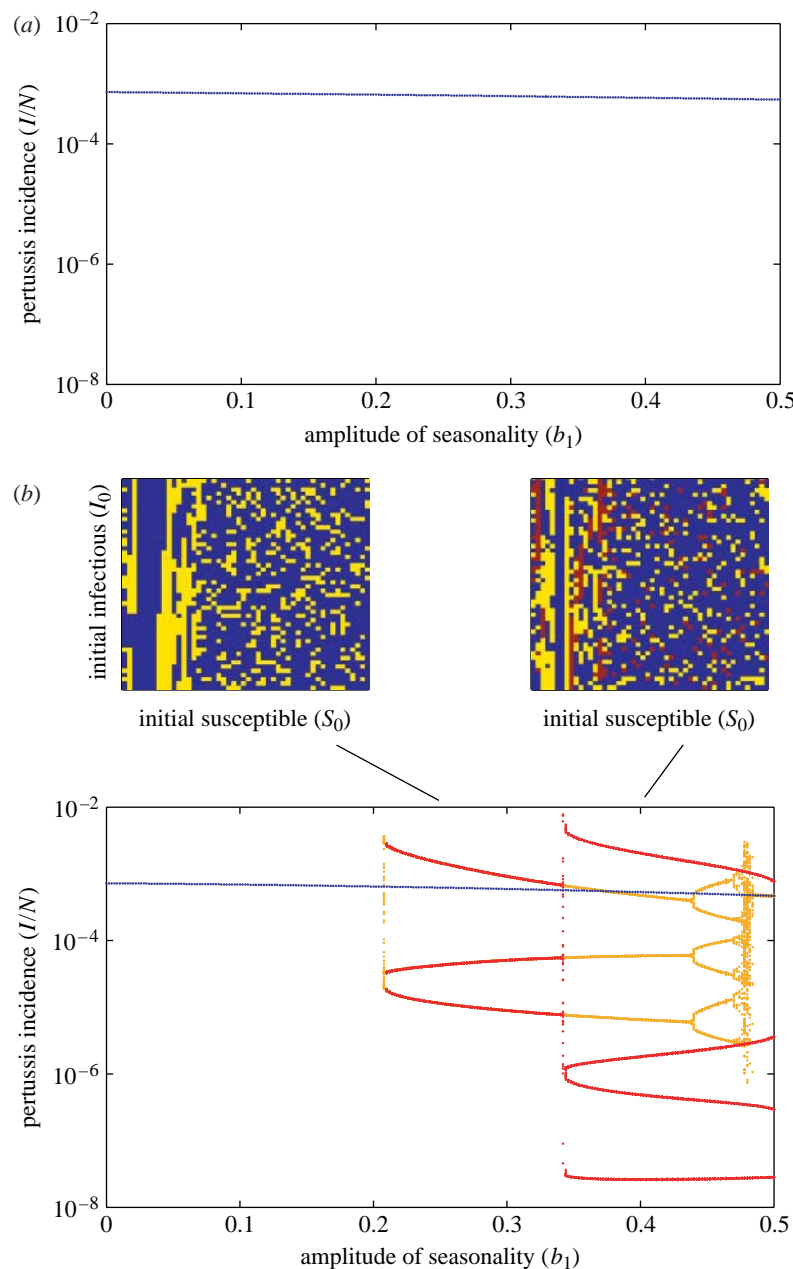 (a)
10⁻²
10⁻⁴
10⁻⁶
10⁻⁸
pertussis incidence (I/N)
0 0.1 0.2 0.3 0.4 0.5
amplitude of seasonality (b₁)
(b)
initial infectious (I₀)
initial susceptible (S₀) initial susceptible (S₀)
10⁻²
10⁻⁴
10⁻⁶
10⁻⁸
pertussis incidence (I/N)
0 0.1 0.2 0.3 0.4 0.5
amplitude of seasonality (b₁)